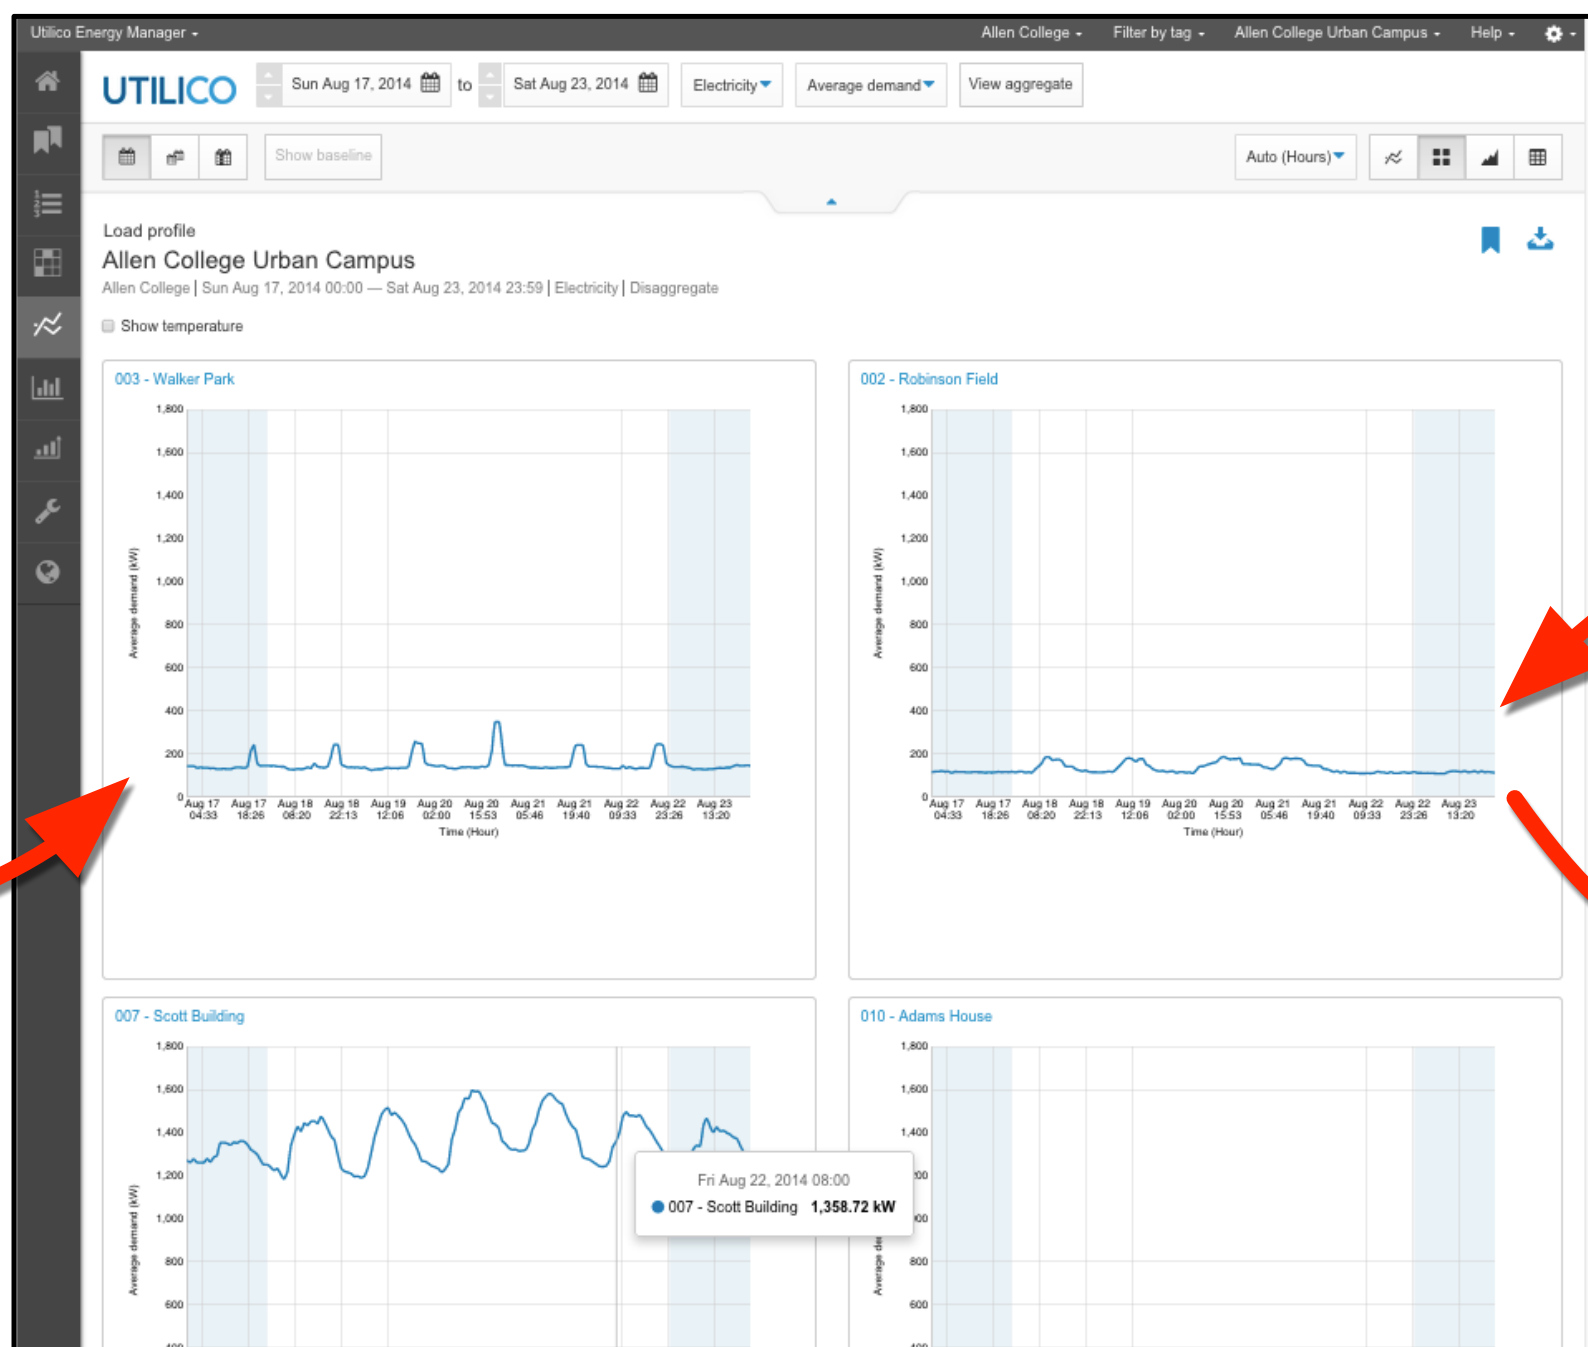 Utilico Energy Manager
Allen College
Filter by tag
Allen College Urban Campus
Help
UTILICO
Sun Aug 17, 2014
to
Sat Aug 23, 2014
Electricity
Average demand
View aggregate
Show baseline
Auto (Hours)
Load profile
Allen College Urban Campus
Allen College | Sun Aug 17, 2014 00:00 — Sat Aug 23, 2014 23:59 | Electricity | Disaggregate
Show temperature
003 - Walker Park
1,800
1,600
1,400
1,200
1,000
800
600
400
200
0
Average demand (kW)
Aug 17 Aug 17 Aug 18 Aug 18 Aug 19 Aug 20 Aug 20 Aug 21 Aug 21 Aug 22 Aug 22 Aug 23
04:33 18:26 08:20 22:13 12:06 02:00 15:53 05:46 19:40 09:33 23:26 13:20
Time (Hour)
002 - Robinson Field
1,800
1,600
1,400
1,200
1,000
800
600
400
200
0
Average demand (kW)
Aug 17 Aug 17 Aug 18 Aug 18 Aug 19 Aug 20 Aug 20 Aug 21 Aug 21 Aug 22 Aug 22 Aug 23
04:33 18:26 08:20 22:13 12:06 02:00 15:53 05:46 19:40 09:33 23:26 13:20
Time (Hour)
007 - Scott Building
1,800
1,600
1,400
1,200
1,000
800
600
400
Average demand (kW)
Fri Aug 22, 2014 08:00
007 - Scott Building 1,358.72 kW
010 - Adams House
1,800
1,600
1,400
800
600
400
Average